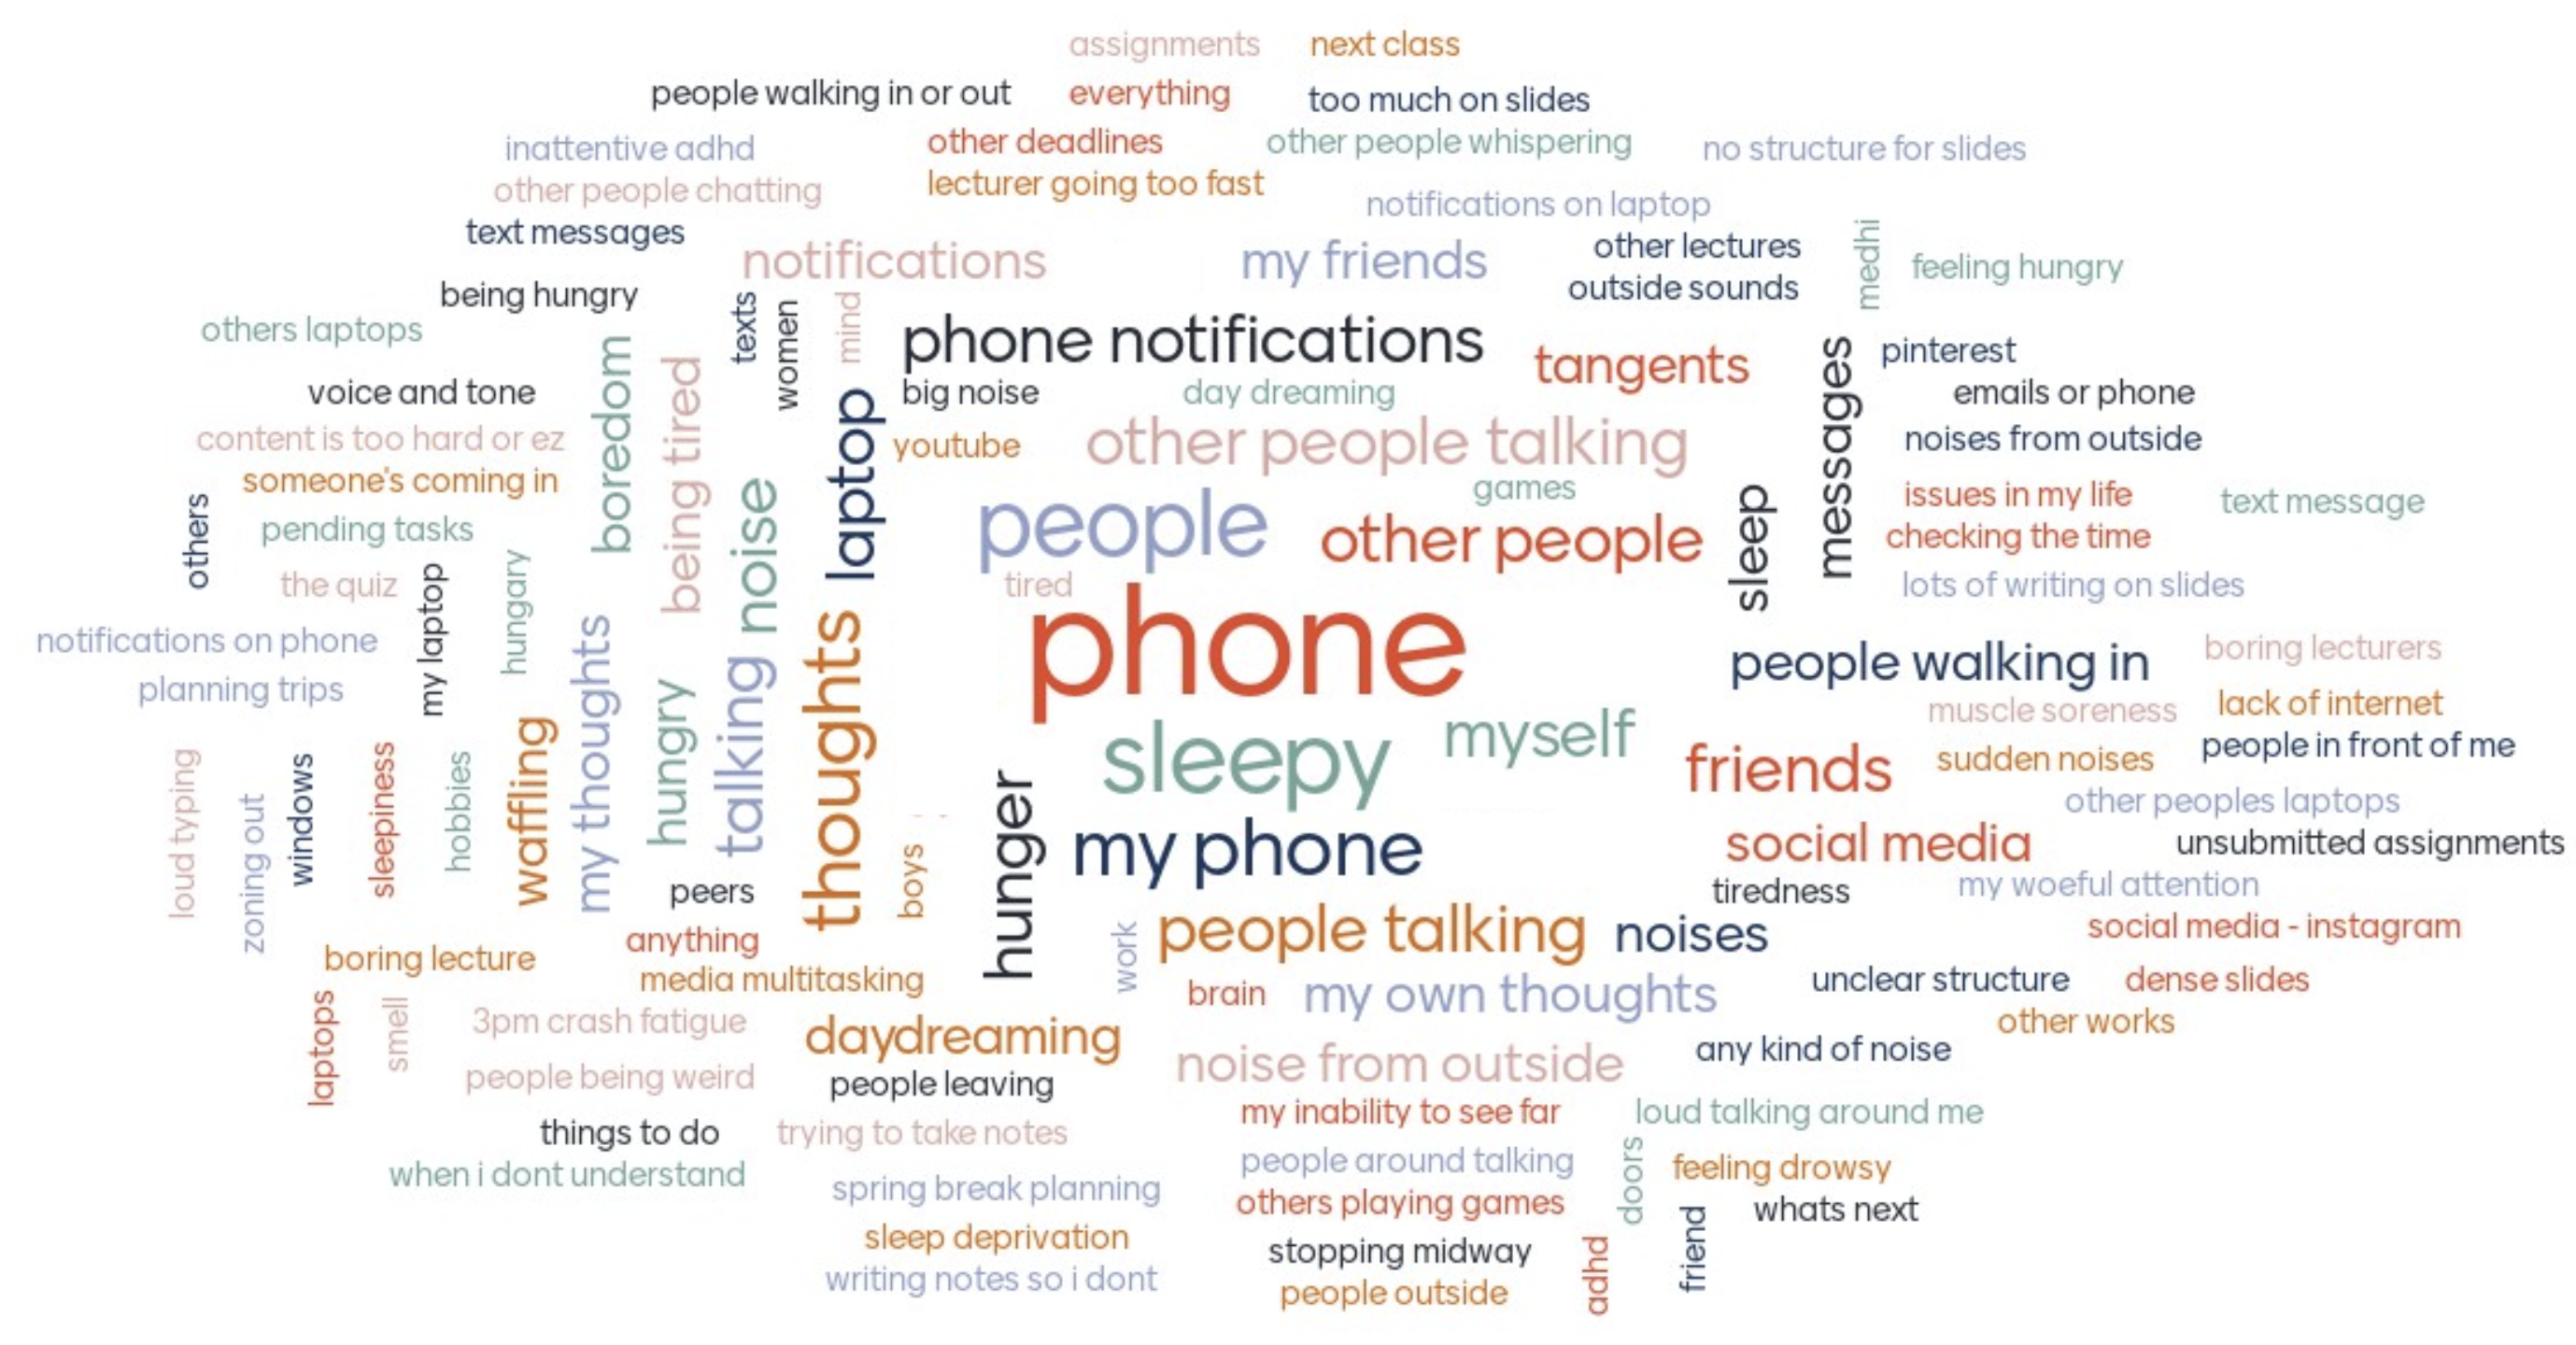 assignments
next class
people walking in or out
everything
too much on slides
inattentive adhd
other deadlines
other people whispering
no structure for slides
other people chatting
lecturer going too fast
notifications on laptop
text messages
notifications
my friends
other lectures
medhi
feeling hungry
being hungry
outside sounds
others laptops
texts
women
mind
phone notifications
tangents
messages
pinterest
voice and tone
boredom
being tired
laptop
big noise
day dreaming
emails or phone
content is too hard or ez
youtube
other people talking
noises from outside
someone's coming in
games
issues in my life
text message
others
pending tasks
noise
people
other people
sleep
checking the time
the quiz
my laptop
hungary
tired
lots of writing on slides
notifications on phone
my thoughts
thoughts
phone
people walking in
boring lecturers
planning trips
hungry
talking
muscle soreness
lack of internet
loud typing
zoning out
windows
sleepiness
hobbies
waffling
sleepy
myself
friends
sudden noises
people in front of me
other peoples laptops
peers
boys
hunger
my phone
social media
unsubmitted assignments
tiredness
my woeful attention
anything
work
people talking
noises
social media - instagram
boring lecture
media multitasking
brain
my own thoughts
unclear structure
dense slides
laptops
smell
3pm crash fatigue
daydreaming
other works
people being weird
people leaving
noise from outside
any kind of noise
things to do
trying to take notes
my inability to see far
loud talking around me
when i dont understand
spring break planning
people around talking
doors
feeling drowsy
others playing games
whats next
sleep deprivation
stopping midway
adhd
friend
writing notes so i dont
people outside